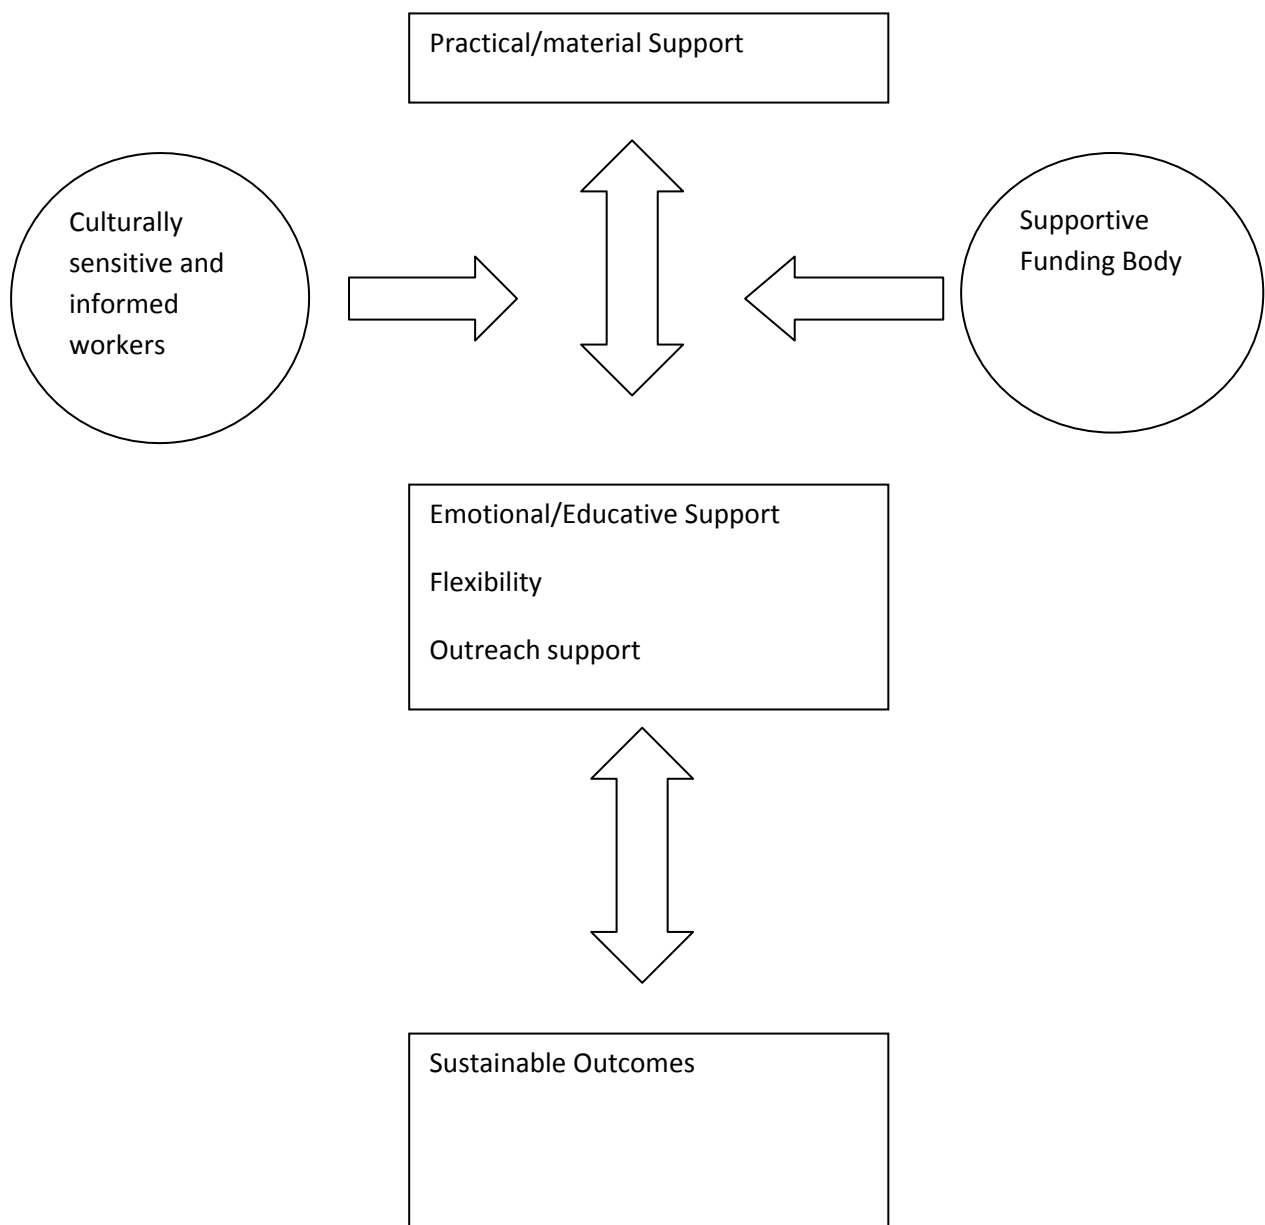 Practical/material Support
Culturally
sensitive and
informed
workers
Supportive
Funding Body
Emotional/Educative Support
Flexibility
Outreach support
Sustainable Outcomes